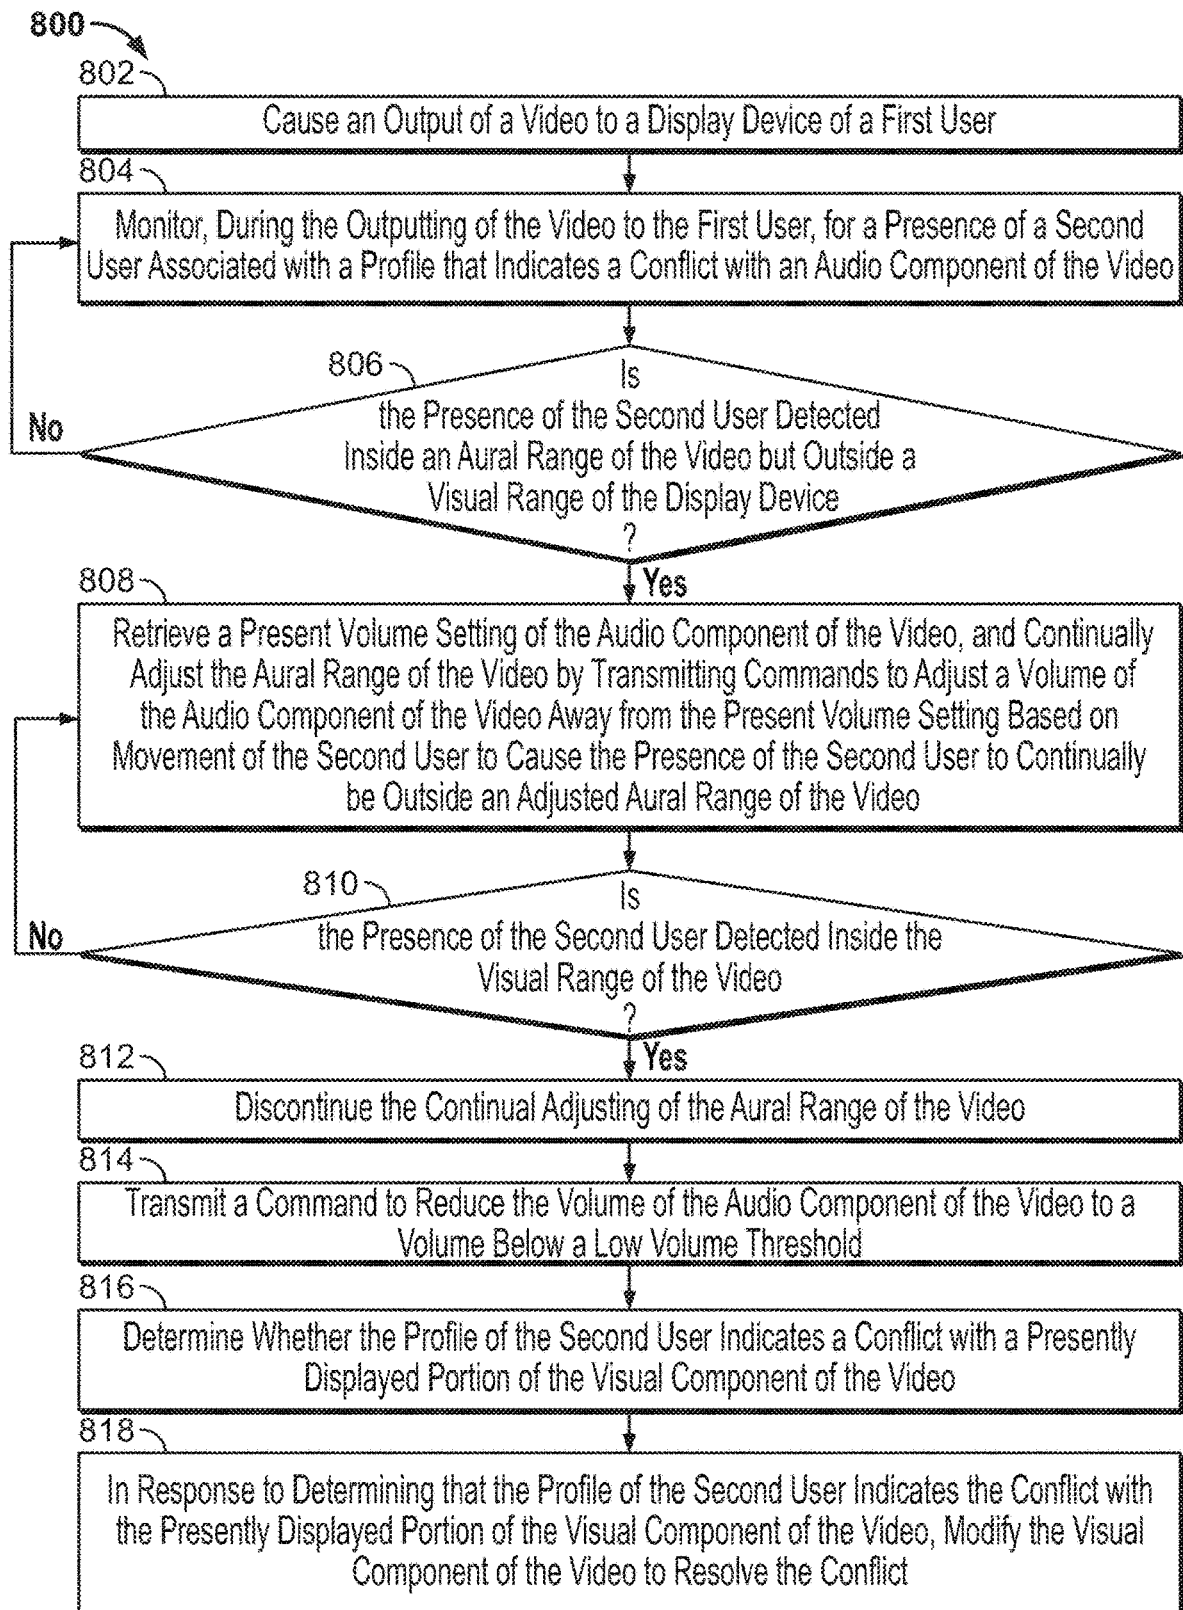 800
802
Cause an Output of a Video to a Display Device of a First User
804
Monitor, During the Outputting of the Video to the First User, for a Presence of a Second
User Associated with a Profile that Indicates a Conflict with an Audio Component of the Video
806
Is
the Presence of the Second User Detected
Inside an Aural Range of the Video but Outside a
Visual Range of the Display Device
?
No
Yes
808
Retrieve a Present Volume Setting of the Audio Component of the Video, and Continually
Adjust the Aural Range of the Video by Transmitting Commands to Adjust a Volume of
the Audio Component of the Video Away from the Present Volume Setting Based on
Movement of the Second User to Cause the Presence of the Second User to Continually
be Outside an Adjusted Aural Range of the Video
810
Is
the Presence of the Second User Detected Inside the
Visual Range of the Video
?
No
Yes
812
Discontinue the Continual Adjusting of the Aural Range of the Video
814
Transmit a Command to Reduce the Volume of the Audio Component of the Video to a
Volume Below a Low Volume Threshold
816
Determine Whether the Profile of the Second User Indicates a Conflict with a Presently
Displayed Portion of the Visual Component of the Video
818
In Response to Determining that the Profile of the Second User Indicates the Conflict with
the Presently Displayed Portion of the Visual Component of the Video, Modify the Visual
Component of the Video to Resolve the Conflict